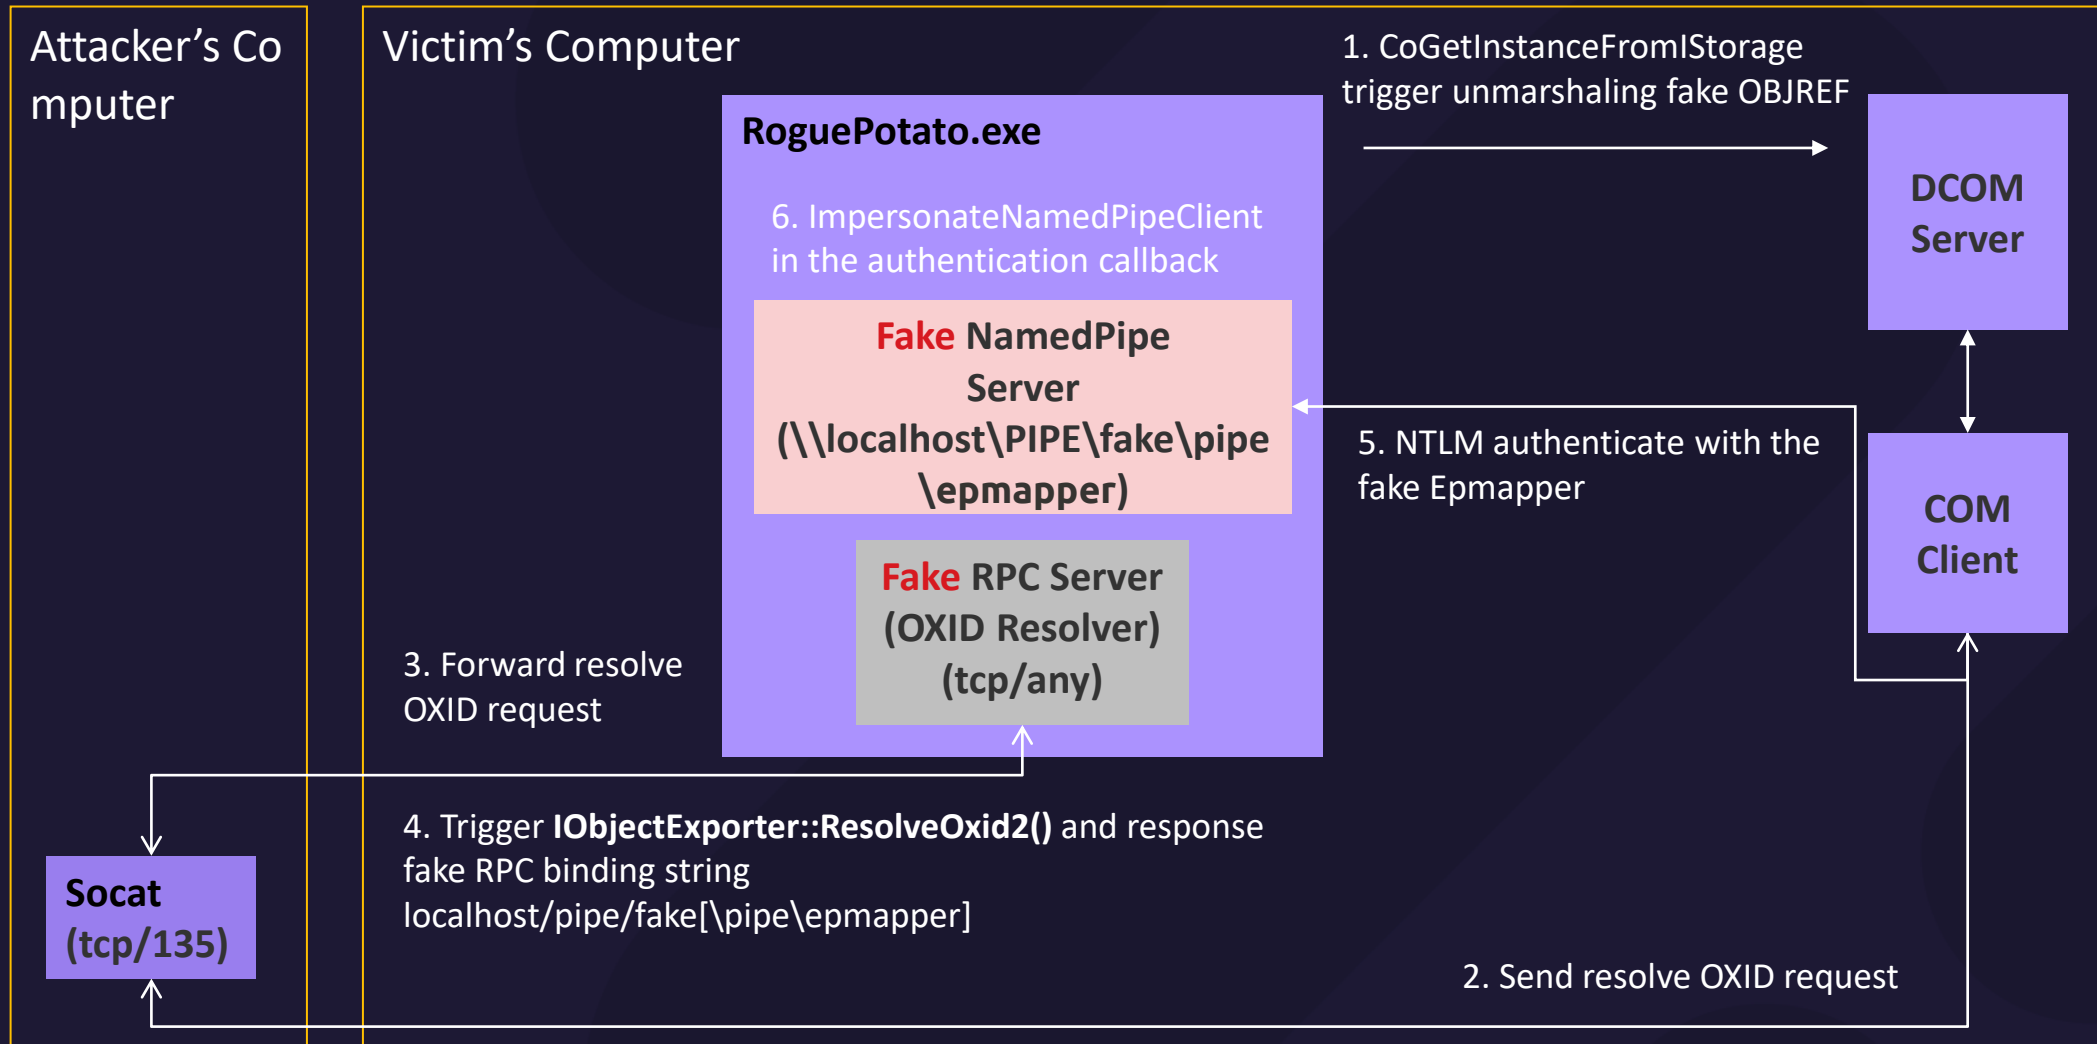 Attacker's Co
mputer
Victim's Computer
1. CoGetInstanceFromIStorage
trigger unmarshaling fake OBJREF
RoguePotato.exe
6. ImpersonateNamedPipeClient
in the authentication callback
Fake NamedPipe
Server
(\\localhost\PIPE\fake\pipe
\epmapper)
Fake RPC Server
(OXID Resolver)
(tcp/any)
DCOM
Server
5. NTLM authenticate with the
fake Epmapper
COM
Client
3. Forward resolve
OXID request
4. Trigger IObjectExporter::ResolveOxid2() and response
fake RPC binding string
localhost/pipe/fake[\pipe\epmapper]
Socat
(tcp/135)
2. Send resolve OXID request